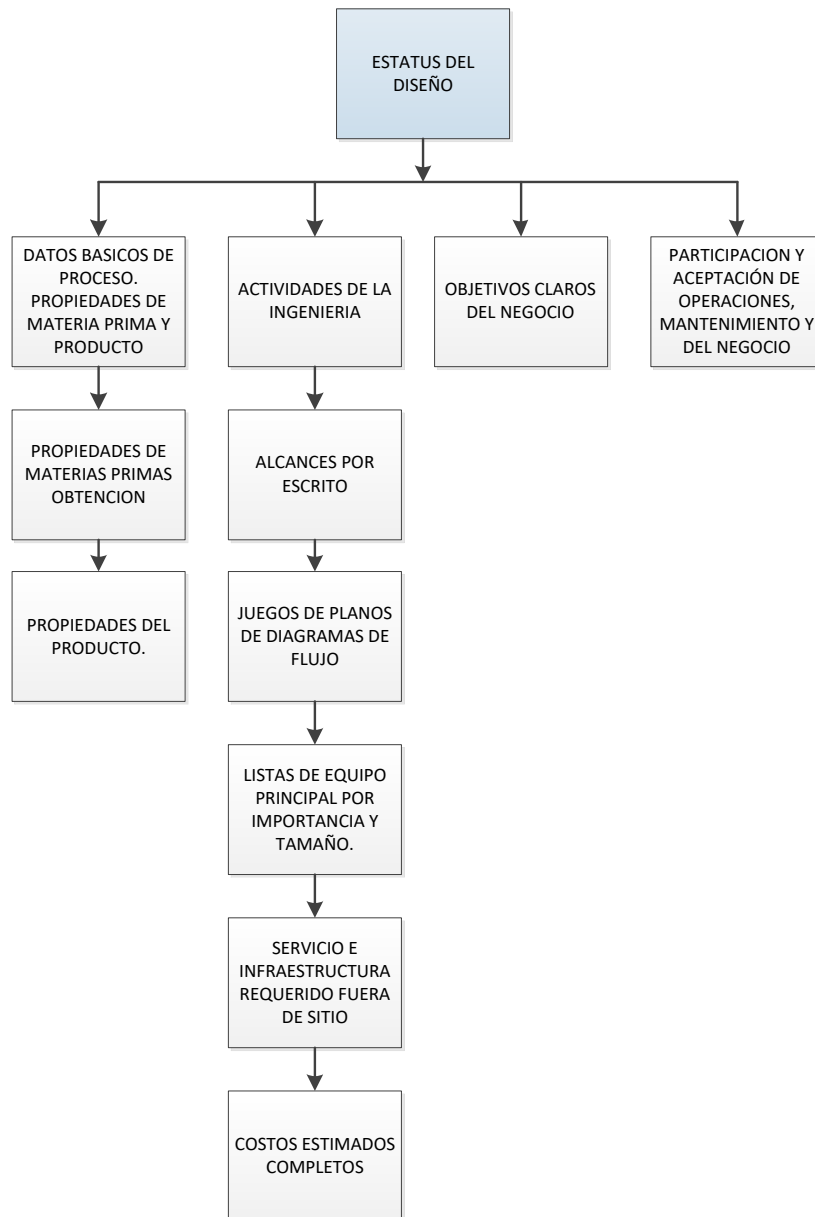 ESTATUS DEL
DISEÑO
DATOS BASICOS DE
PROCESO.
PROPIEDADES DE
MATERIA PRIMA Y
PRODUCTO
ACTIVIDADES DE LA
INGENIERIA
OBJETIVOS CLAROS
DEL NEGOCIO
PARTICIPACION Y
ACEPTACIÓN DE
OPERACIONES,
MANTENIMIENTO Y
DEL NEGOCIO
PROPIEDADES DE
MATERIAS PRIMAS
OBTENCION
ALCANCES POR
ESCRITO
PROPIEDADES DEL
PRODUCTO.
JUEGOS DE PLANOS
DE DIAGRAMAS DE
FLUJO
LISTAS DE EQUIPO
PRINCIPAL POR
IMPORTANCIA Y
TAMAÑO.
SERVICIO E
INFRAESTRUCTURA
REQUERIDO FUERA
DE SITIO
COSTOS ESTIMADOS
COMPLETOS